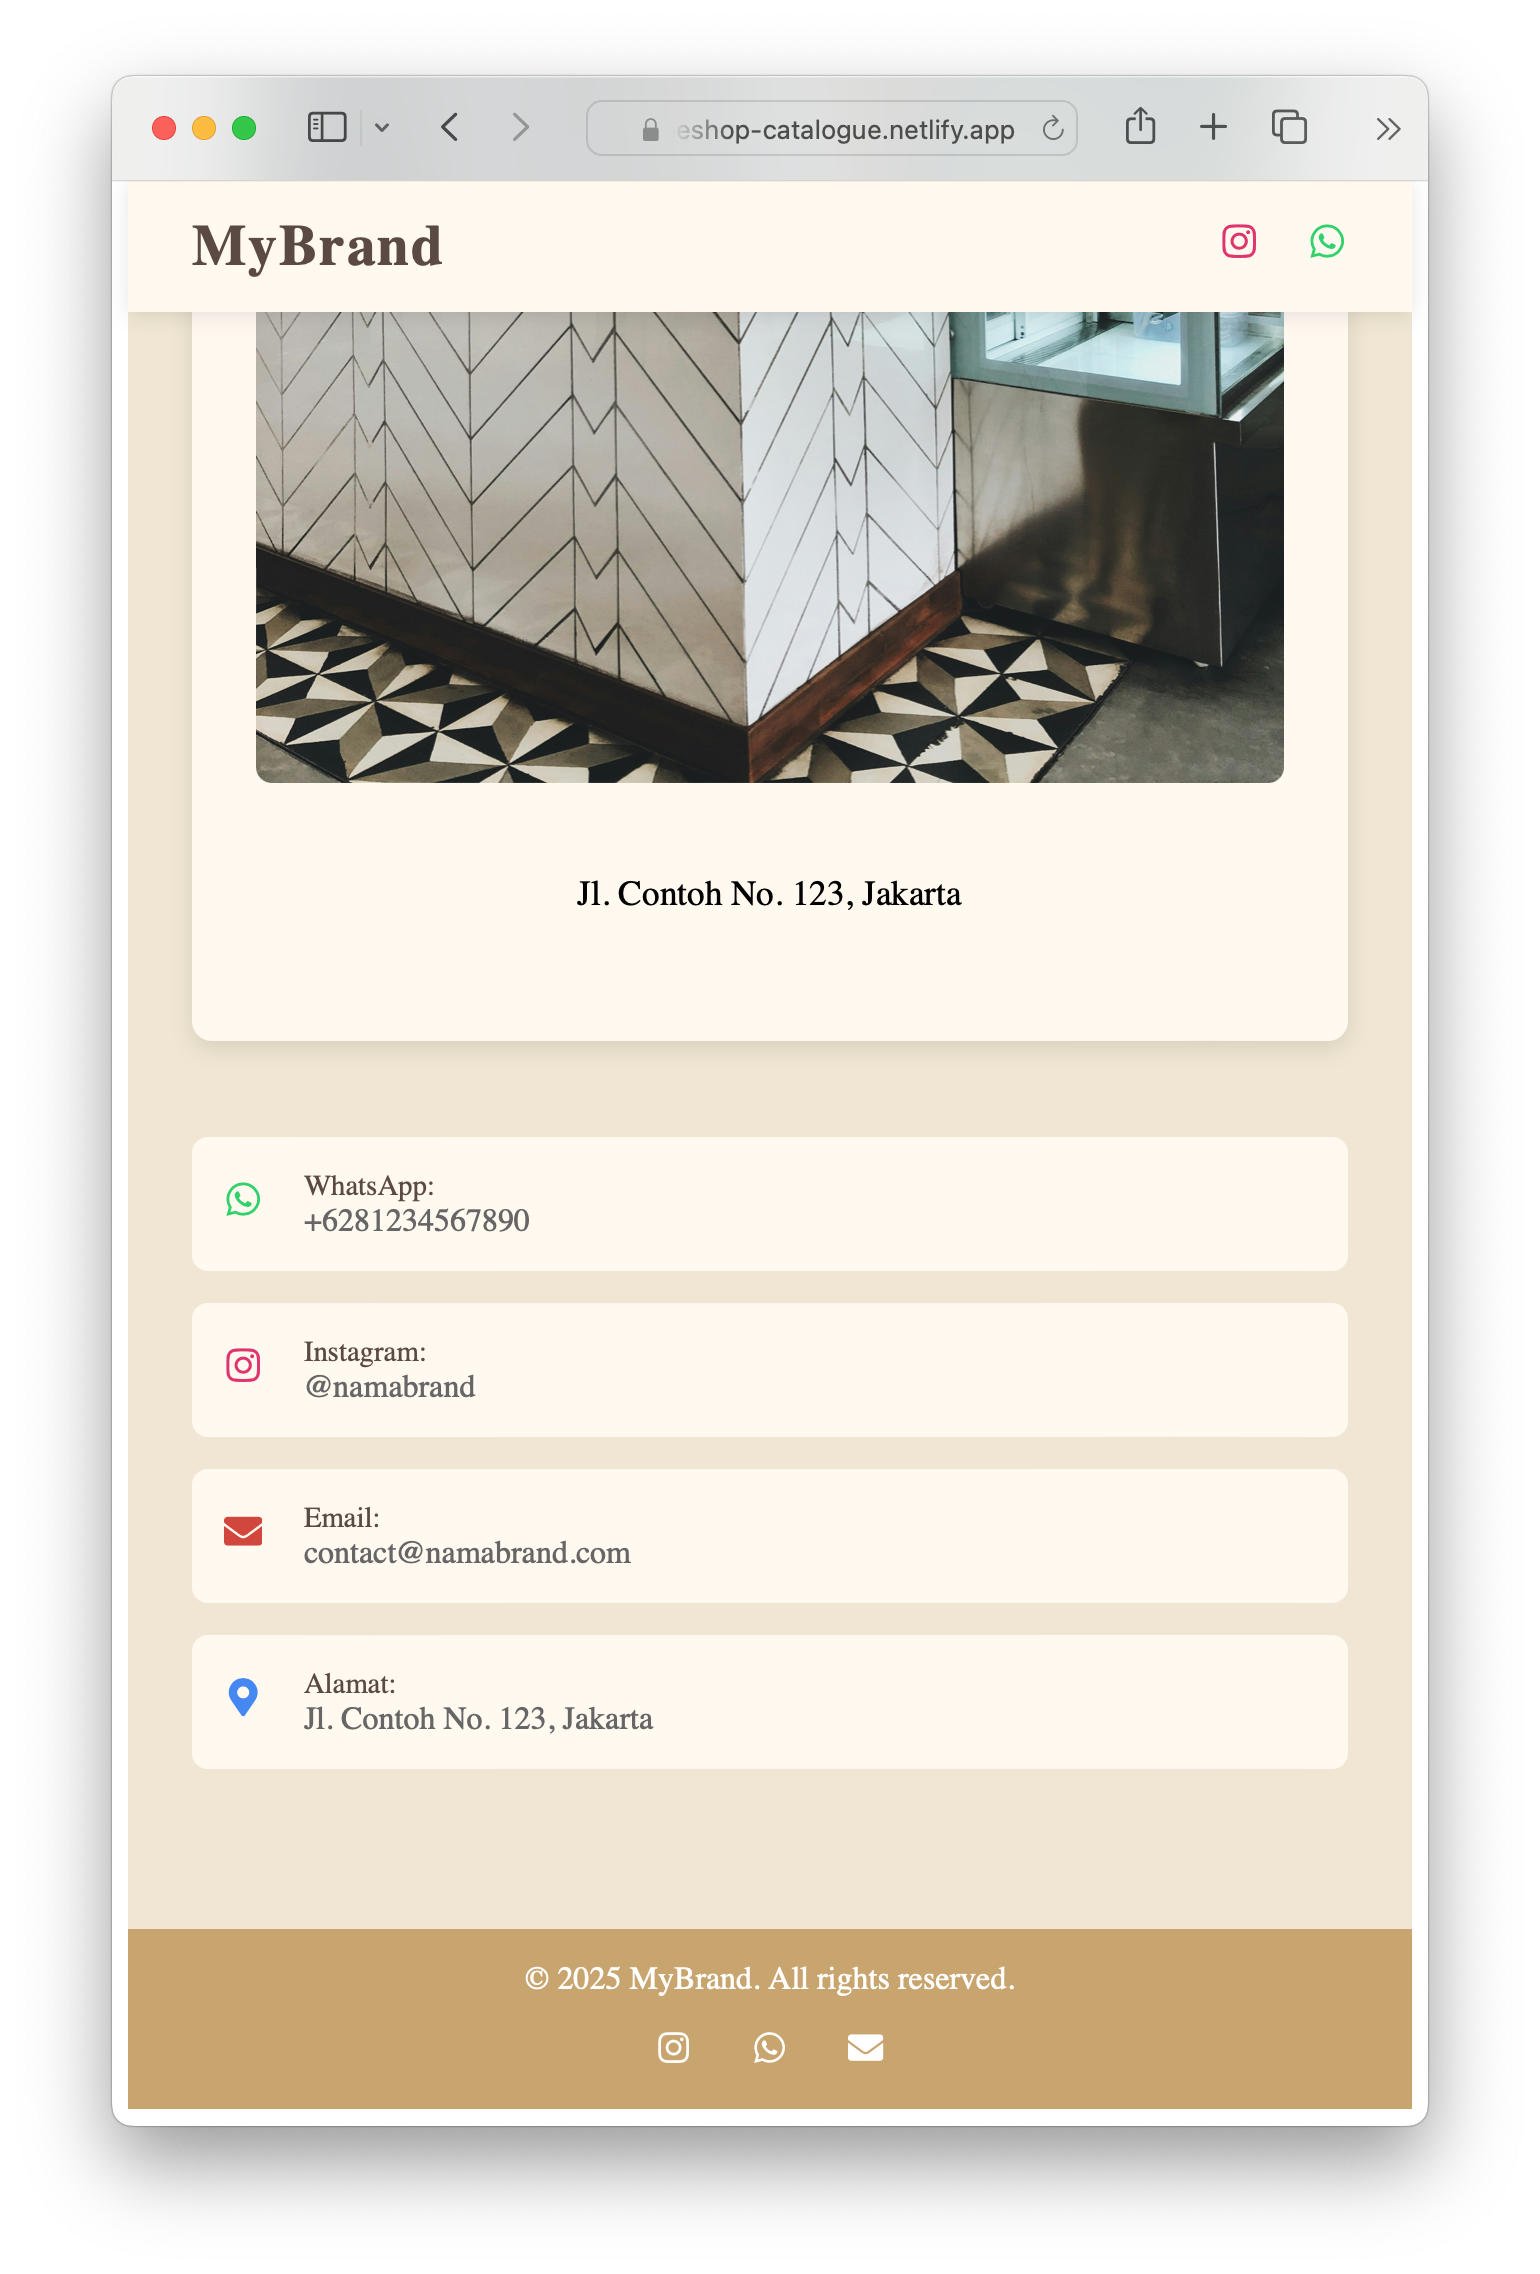 eshop-catalogue.netlify.app
MyBrand
Jl. Contoh No. 123, Jakarta
WhatsApp:
+6281234567890
Instagram:
@namabrand
Email:
contact@namabrand.com
Alamat:
Jl. Contoh No. 123, Jakarta
© 2025 MyBrand. All rights reserved.